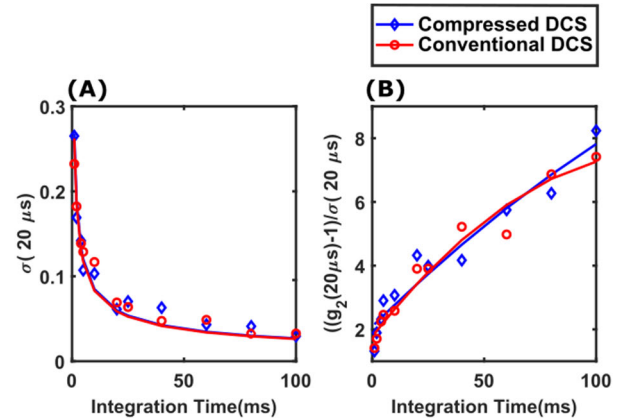 Compressed DCS
Conventional DCS
(A)
(B)
0.3
0.2
0.1
0
σ( 20 μs)
0
50
100
Integration Time(ms)
8
6
4
2
((g₂(20μs)-1)/σ( 20 μs)
0
50
100
Integration Time(ms)